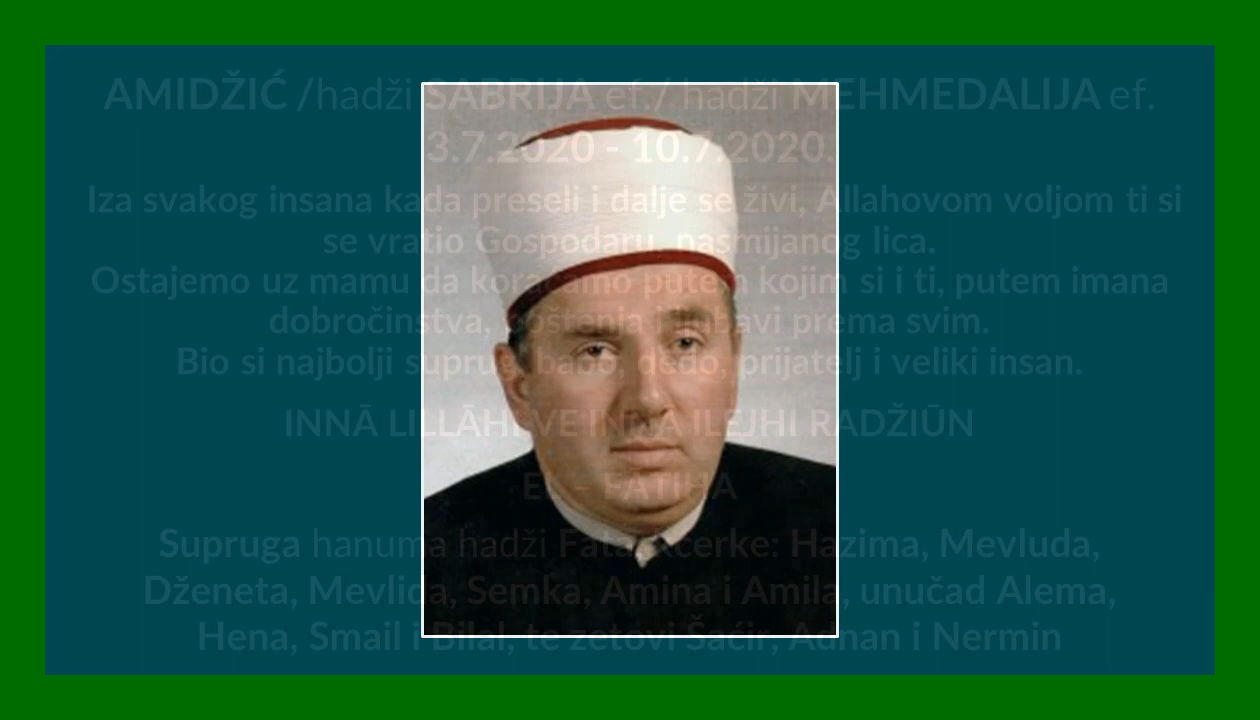 AMIDŽIĆ /hadži SABRIJA ef./ hadži MEHMEDALIJA ef.
3.7.2020 - 10.7.2020.
Iza svakog insana kada preseli i dalje se živi, Allahovom voljom ti si
se vratio Gospodaru, nasmijanog lica.
Ostajemo uz mamu da koračamo putem kojim si i ti, putem imana
dobročinstva, poštenja i ljubavi prema svim.
Bio si najbolji suprug, babo, dedo, prijatelj i veliki insan.
INNĀ LILLĀHI VE INNĀ ILEJHI RADŽIŪN
EL - FATIHA
Supruga hanuma hadži Fata, kćerke: Hazima, Mevluda,
Dženeta, Mevlida, Semka, Amina i Amila, unučad Alema,
Hena, Smail i Bilal, te zetovi Šaćir, Adnan i Nermin